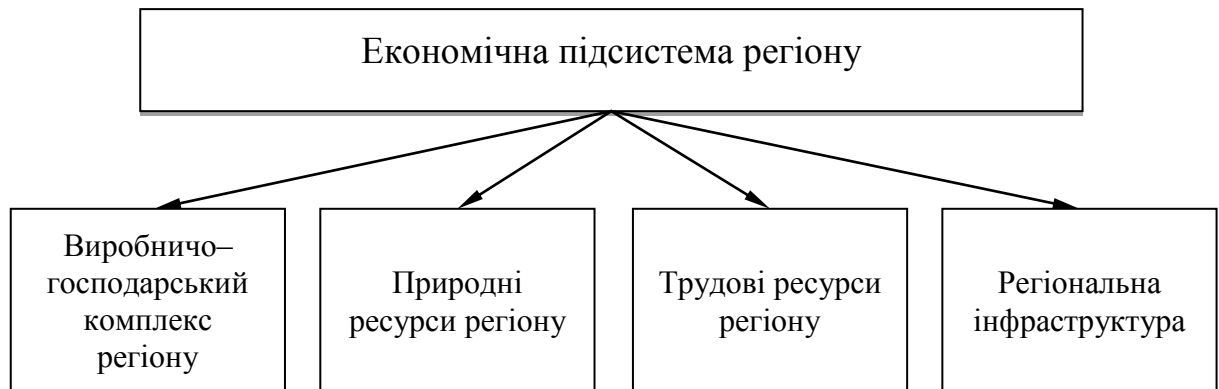 Економічна підсистема регіону
Виробничо–
господарський
комплекс
регіону
Природні
ресурси регіону
Трудові ресурси
регіону
Регіональна
інфраструктура